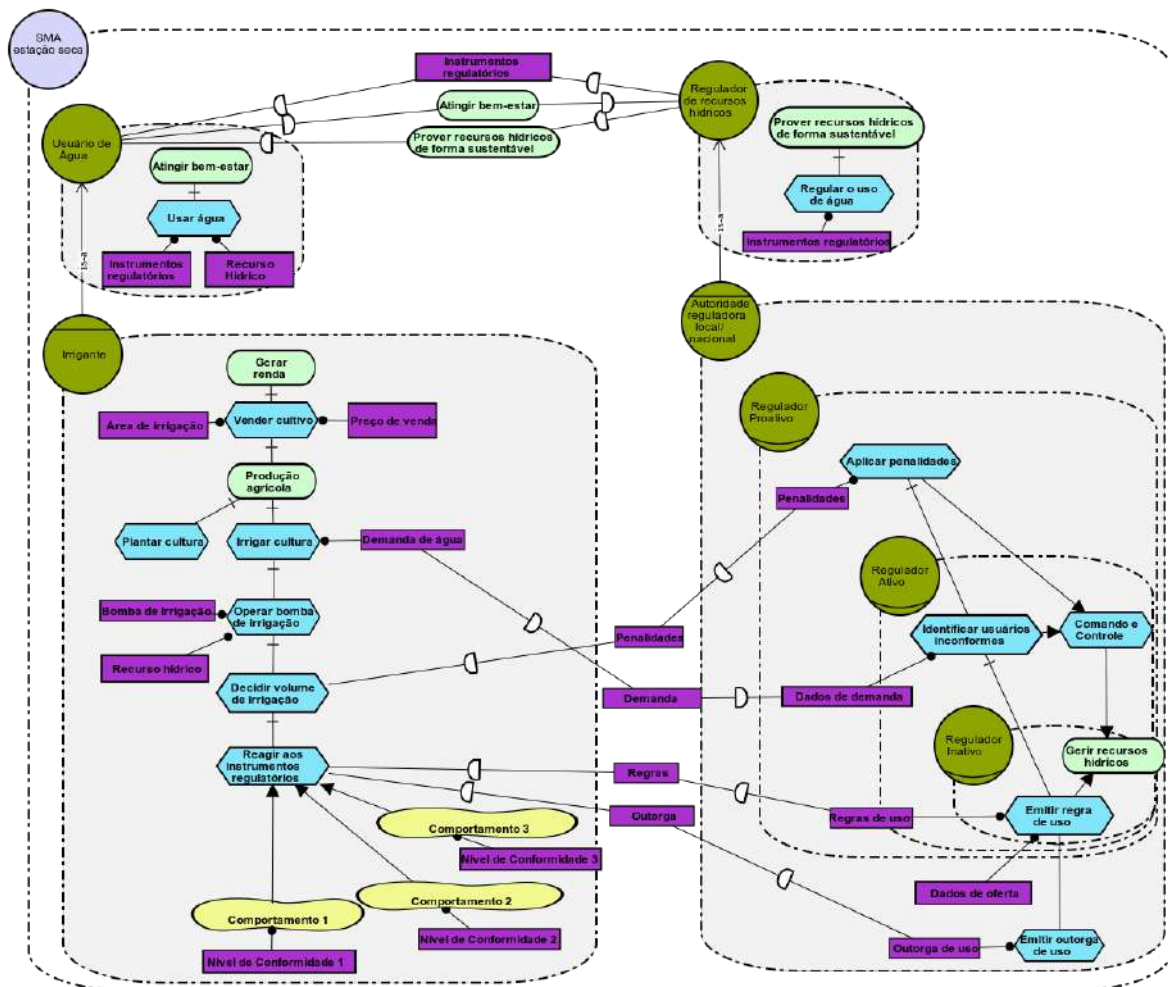 SMA
estação seca
Instrumentos
regulatórios
Regulador
de recursos
hídricos
Atingir bem-estar
Prover recursos hídricos
de forma sustentável
Usuário de
Água
Prover recursos hídricos
de forma sustentável
Atingir bem-estar
Usar água
Regular o uso
de água
Instrumentos
regulatórios
Recurso
Hídrico
Instrumentos regulatórios
is-a
is-a
Irrigante
Autoridade
reguladora
local/
nacional
Gerar
renda
Área de irrigação
Vender cultivo
Preço de venda
Regulador
Proativo
Produção
agrícola
Aplicar penalidades
Penalidades
Plantar cultura
Irrigar cultura
Demanda de água
Regulador
Ativo
Bomba de irrigação
Operar bomba
de irrigação
Penalidades
Identificar usuários
inconformes
Comando e
Controle
Recurso hídrico
Decidir volume
de irrigação
Demanda
Dados de demanda
Regulador
Inativo
Reagir aos
instrumentos
regulatórios
Regras
Gerir recursos
hídricos
Outorga
Regras de uso
Emitir regra
de uso
Comportamento 3
Nível de Conformidade 3
Dados de oferta
Comportamento 2
Comportamento 1
Nível de Conformidade 2
Outorga de uso
Emitir outorga
de uso
Nível de Conformidade 1